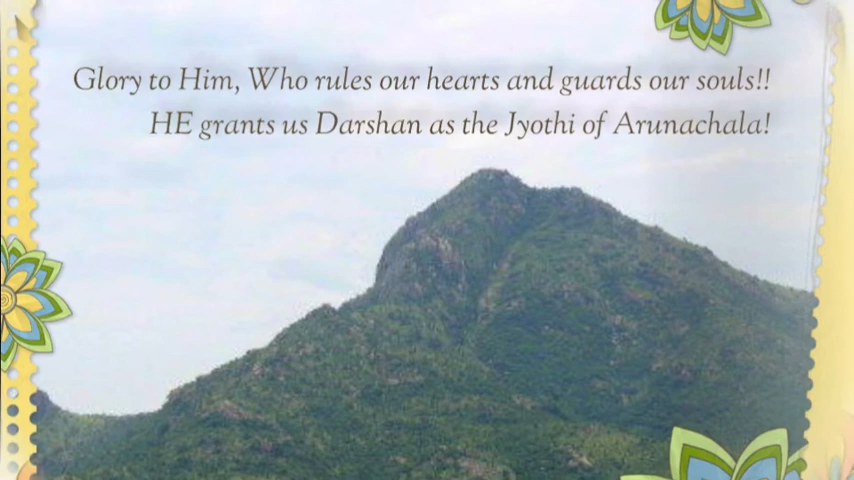 Glory to Him, Who rules our hearts and guards our souls!!
HE grants us Darshan as the Jyothi of Arunachala!